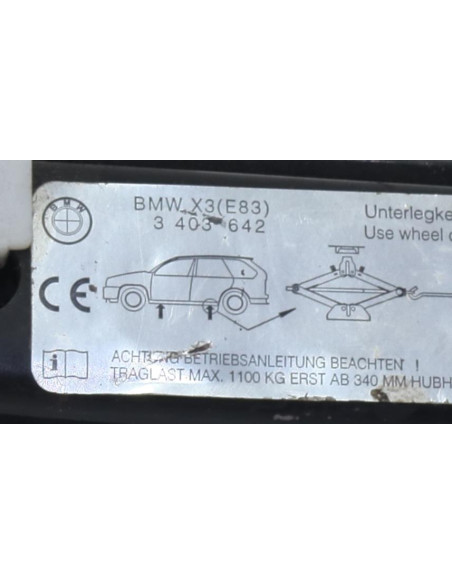 BMW
BMW X3(E83)
3 403 642
Unterlegke
Use wheel c
CE
i
ACHTUNG BETRIEBSANLEITUNG BEACHTEN !
TRAGLAST MAX. 1100 KG ERST AB 340 MM HUBH